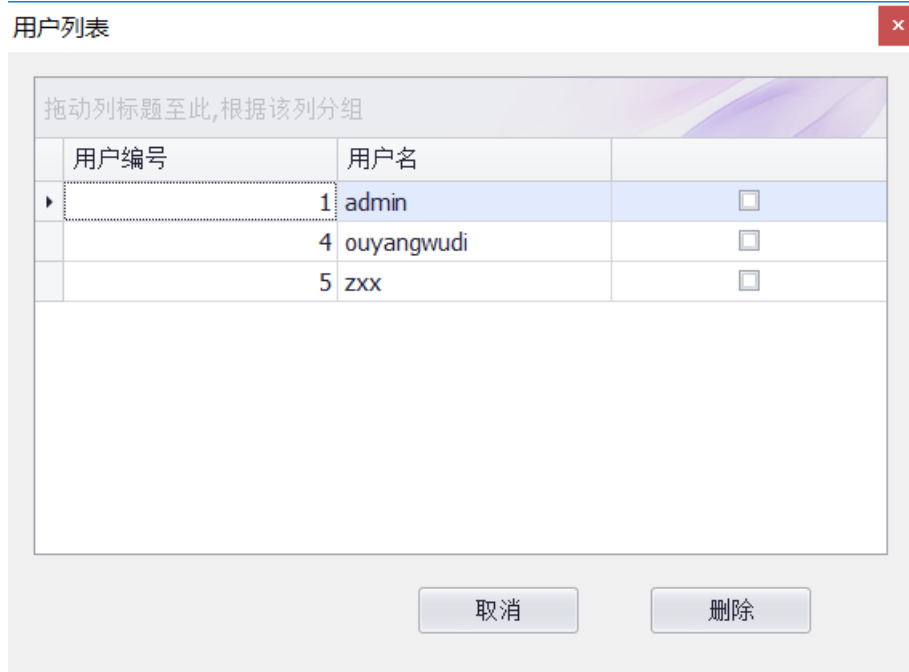 用户列表
拖动列标题至此,根据该列分组
用户编号 用户名
1 admin
4 ouyangwudi
5 zxx
取消 删除